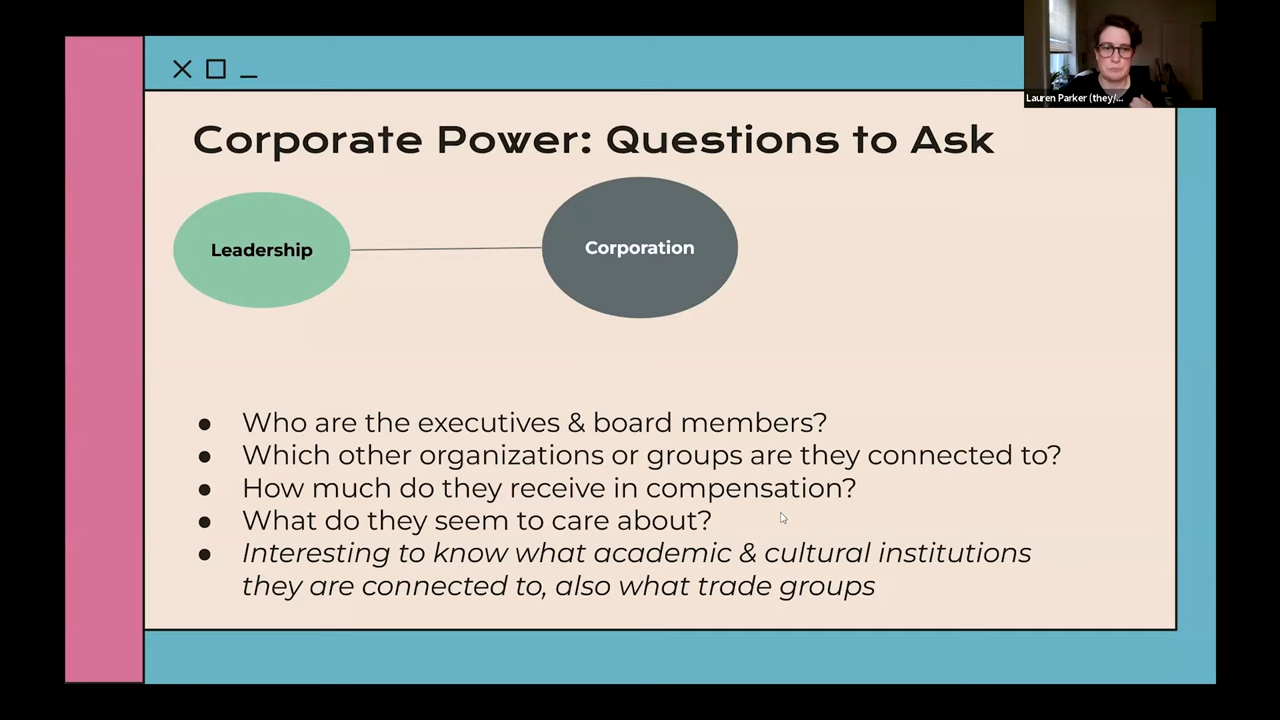 Lauren Parker (they/...
Corporate Power: Questions to Ask
Leadership
Corporation
● Who are the executives & board members?
● Which other organizations or groups are they connected to?
● How much do they receive in compensation?
● What do they seem to care about?
● Interesting to know what academic & cultural institutions
they are connected to, also what trade groups